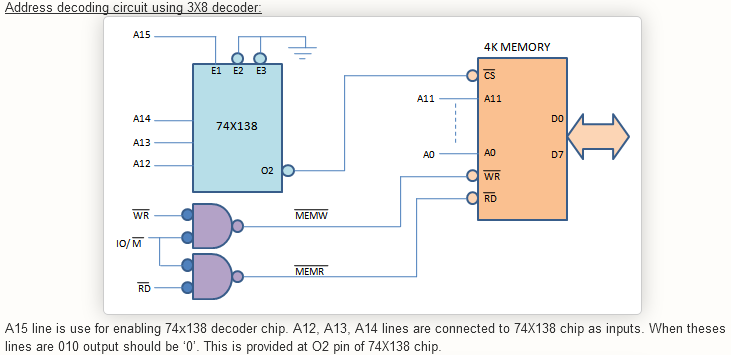 Address decoding circuit using 3X8 decoder:
A15
4K MEMORY
E1 E2 E3
CS
A11 A11
A14
74X138
D0
A13
A12
A0 A0 D7
O2
WR
RD
WR
MEMW
IO/M
MEMR
RD
A15 line is use for enabling 74x138 decoder chip. A12, A13, A14 lines are connected to 74X138 chip as inputs. When theses
lines are 010 output should be ‘0’. This is provided at O2 pin of 74X138 chip.